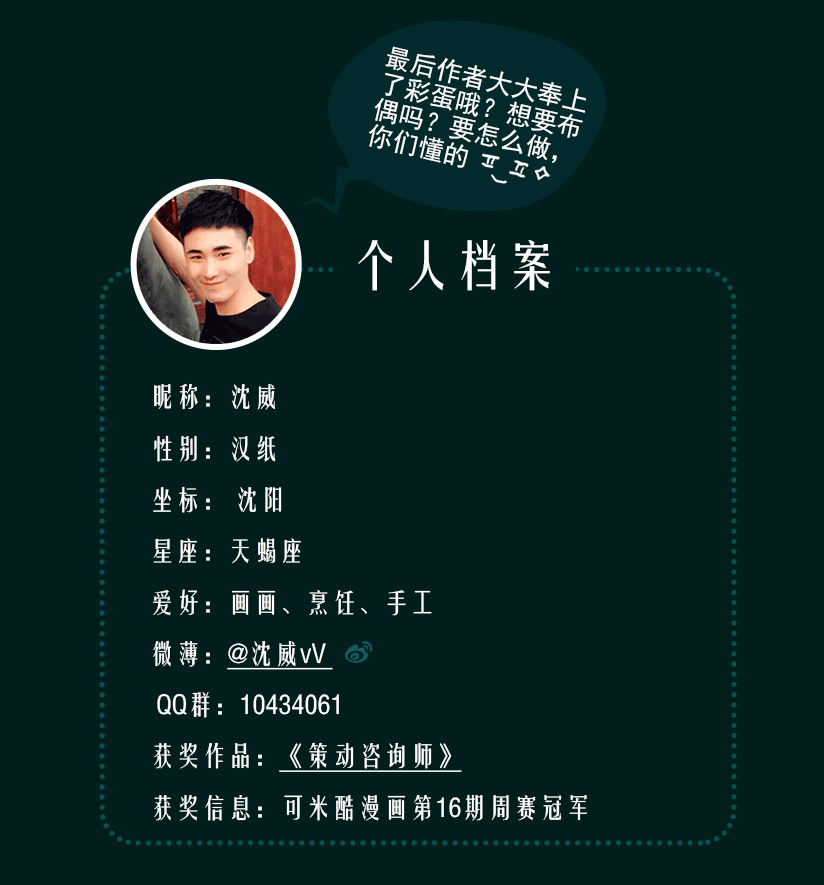 最后作者大大奉上
了彩蛋哦？想要布
偶吗？要怎么做，
你们懂的 ㅍ_ㅍ✧
个人档案
昵称：沈威
性别：汉纸
坐标：沈阳
星座：天蝎座
爱好：画画、烹饪、手工
微薄：@沈威vV
QQ群：10434061
获奖作品：《策动咨询师》
获奖信息：可米酷漫画第16期周赛冠军